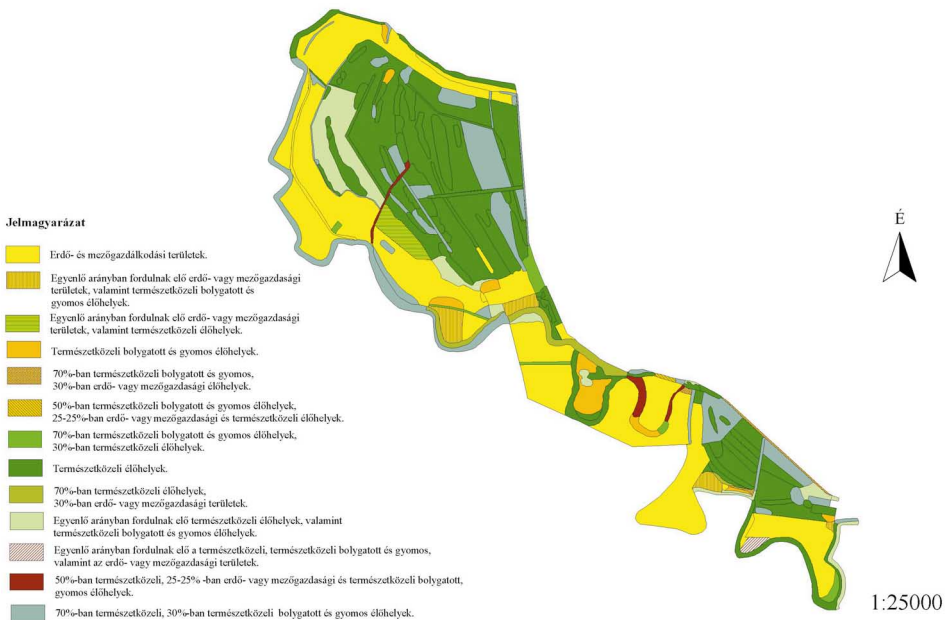 Jelmagyarázat
É
Erdő- és mezőgazdálkodási területek.
Egyenlő arányban fordulnak elő erdő- vagy mezőgazdasági
területek, valamint természetközeli bolygatott és
gyomos élőhelyek.
Egyenlő arányban fordulnak elő erdő- vagy mezőgazdasági
területek, valamint természetközeli élőhelyek.
Természetközeli bolygatott és gyomos élőhelyek.
70%-ban természetközeli bolygatott és gyomos,
30%-ban erdő- vagy mezőgazdasági élőhelyek.
50%-ban természetközeli bolygatott és gyomos élőhelyek,
25-25%-ban erdő- vagy mezőgazdasági és természetközeli élőhelyek.
70%-ban természetközeli bolygatott és gyomos élőhelyek,
30%-ban természetközeli élőhelyek.
Természetközeli élőhelyek.
70%-ban természetközeli élőhelyek,
30%-ban erdő- vagy mezőgazdasági területek.
Egyenlő arányban fordulnak elő természetközeli élőhelyek, valamint
természetközeli bolygatott és gyomos élőhelyek.
Egyenlő arányban fordulnak elő a természetközeli, természetközeli bolygatott és gyomos,
valamint az erdő- vagy mezőgazdasági területek.
50%-ban természetközeli, 25-25% -ban erdő- vagy mezőgazdasági és természetközeli bolygatott,
gyomos élőhelyek.
70%-ban természetközeli, 30%-ban természetközeli bolygatott és gyomos élőhelyek.
1:25000